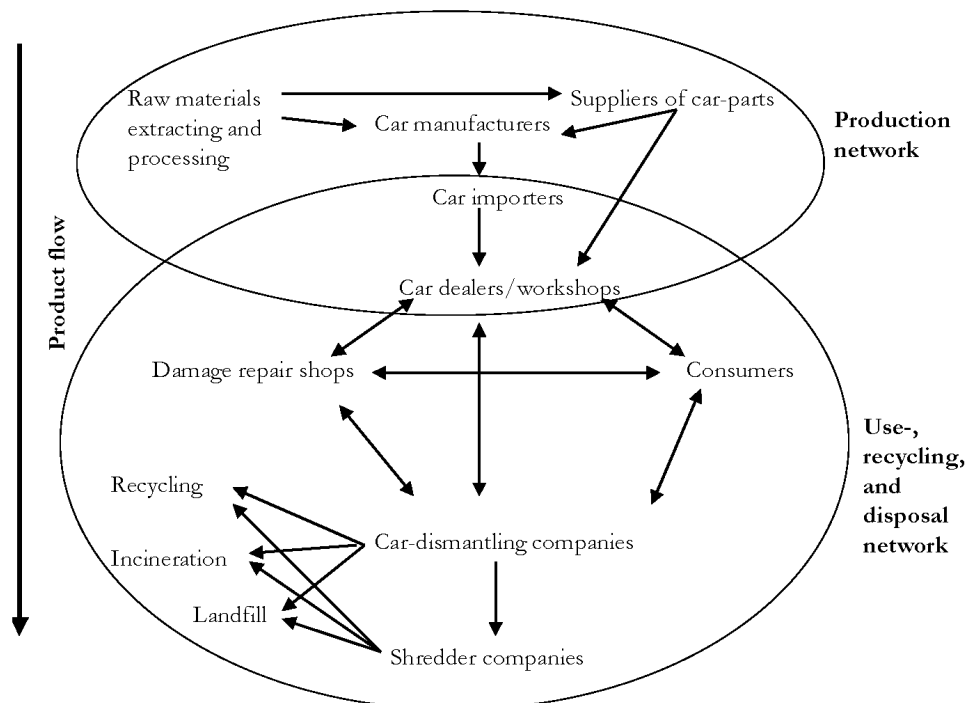 Raw materials
extracting and
processing
Suppliers of car-parts
Car manufacturers
Production
network
Car importers
Product flow
Car dealers/workshops
Damage repair shops
Consumers
Use-,
recycling,
and
disposal
network
Recycling
Car-dismantling companies
Incineration
Landfill
Shredder companies